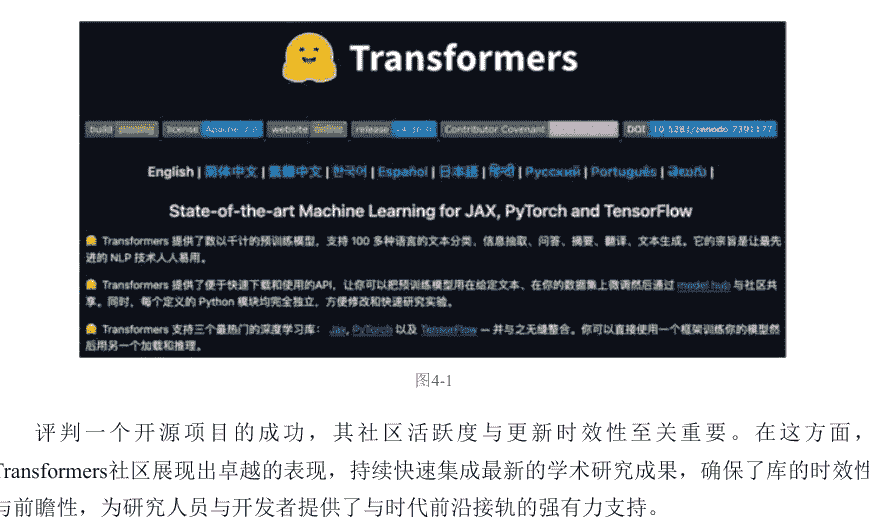 Transformers
build
license Apache 2.0
website online
release
Contributor Covenant
DOI 10.5281/zenodo.7391177
English | 简体中文 | 繁體中文 | 한국어 | Español | 日本語 | हिन्दी | Русский | Português | తెలుగు |
State-of-the-art Machine Learning for JAX, PyTorch and TensorFlow
Transformers 提供了数以千计的预训练模型，支持 100 多种语言的文本分类、信息抽取、问答、摘要、翻译、文本生成。它的宗旨是让最先
进的 NLP 技术人人易用。
Transformers 提供了便于快速下载和使用的API，让你可以把预训练模型用在给定文本、在你的数据集上微调然后通过 model hub 与社区共
享。同时，每个定义的 Python 模块均完全独立，方便修改和快速研究实验。
Transformers 支持三个最热门的深度学习库： Jax, PyTorch 以及 TensorFlow — 并与之无缝整合。你可以直接使用一个框架训练你的模型然
后用另一个加载和推理。
图4-1
评判一个开源项目的成功，其社区活跃度与更新时效性至关重要。在这方面，
Transformers社区展现出卓越的表现，持续快速集成最新的学术研究成果，确保了库的时效性
与前瞻性，为研究人员与开发者提供了与时代前沿接轨的强有力支持。